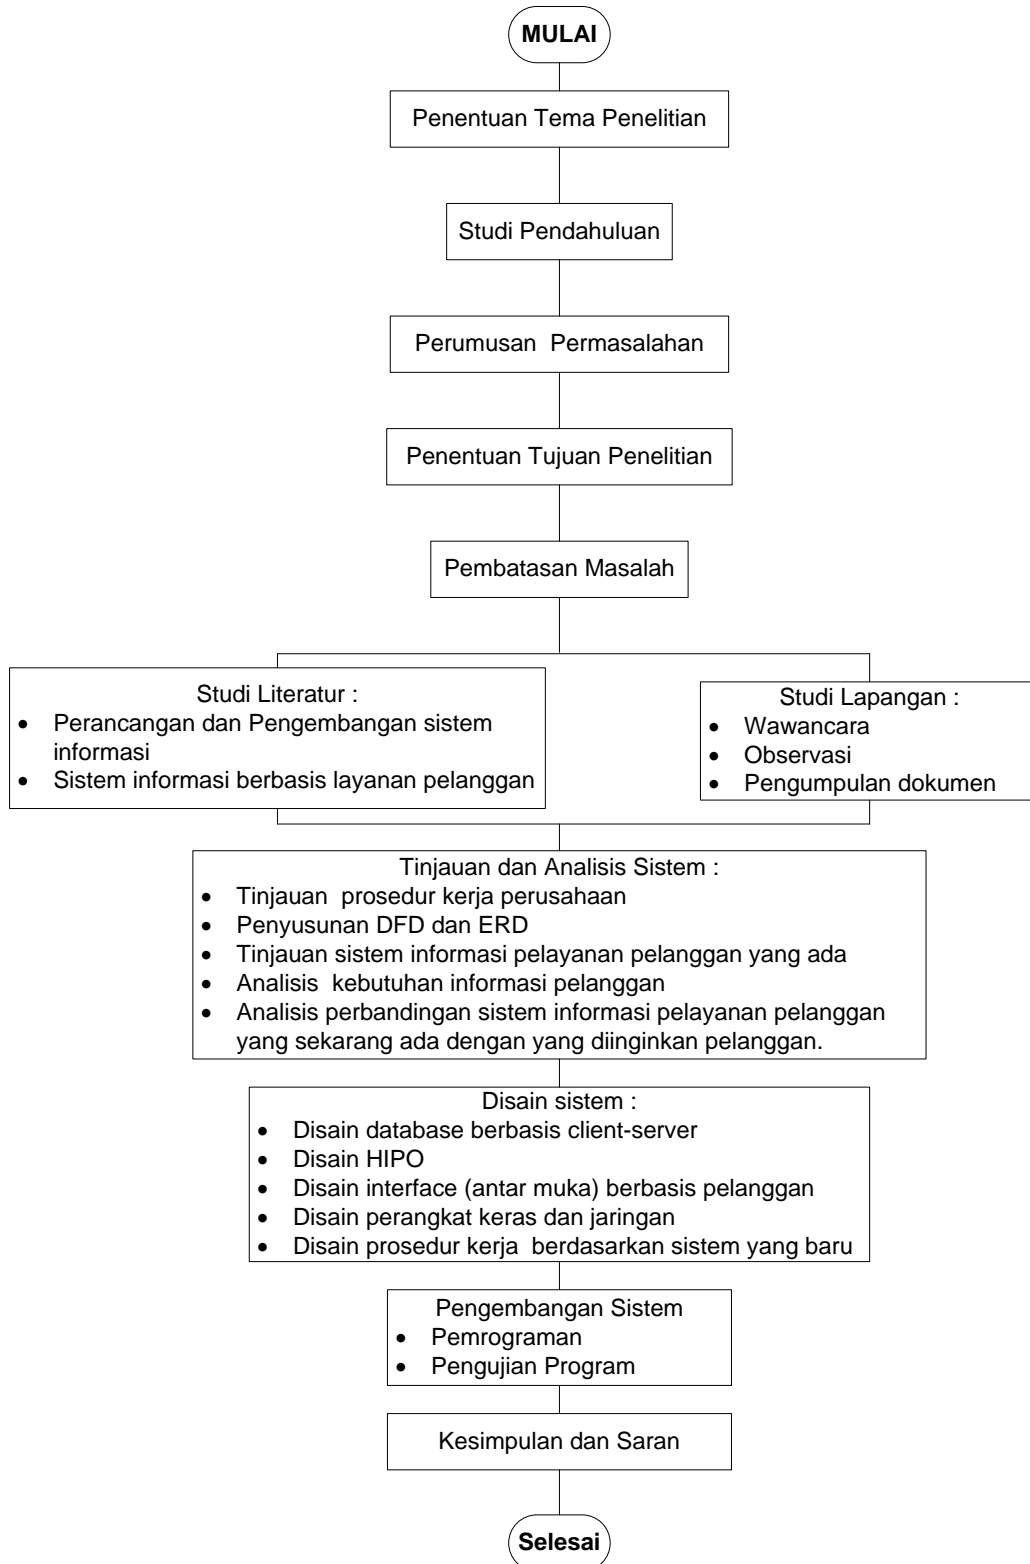 MULAI
Penentuan Tema Penelitian
Studi Pendahuluan
Perumusan  Permasalahan
Penentuan Tujuan Penelitian
Pembatasan Masalah
Studi Literatur :
• Perancangan dan Pengembangan sistem
informasi
• Sistem informasi berbasis layanan pelanggan
Studi Lapangan :
• Wawancara
• Observasi
• Pengumpulan dokumen
Tinjauan dan Analisis Sistem :
• Tinjauan  prosedur kerja perusahaan
• Penyusunan DFD dan ERD
• Tinjauan sistem informasi pelayanan pelanggan yang ada
• Analisis  kebutuhan informasi pelanggan
• Analisis perbandingan sistem informasi pelayanan pelanggan
yang sekarang ada dengan yang diinginkan pelanggan.
Disain sistem :
• Disain database berbasis client-server
• Disain HIPO
• Disain interface (antar muka) berbasis pelanggan
• Disain perangkat keras dan jaringan
• Disain prosedur kerja  berdasarkan sistem yang baru
Pengembangan Sistem
• Pemrograman
• Pengujian Program
Kesimpulan dan Saran
Selesai